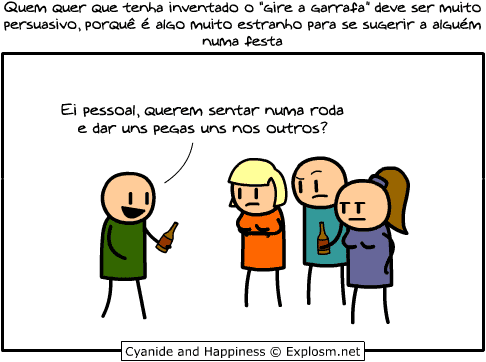 Quem quer que tenha inventado o "Gire a Garrafa" deve ser muito
persuasivo, porquê é algo muito estranho para se sugerir a alguém
numa festa
Ei pessoal, querem sentar numa roda
e dar uns pegas uns nos outros?
Cyanide and Happiness © Explosm.net